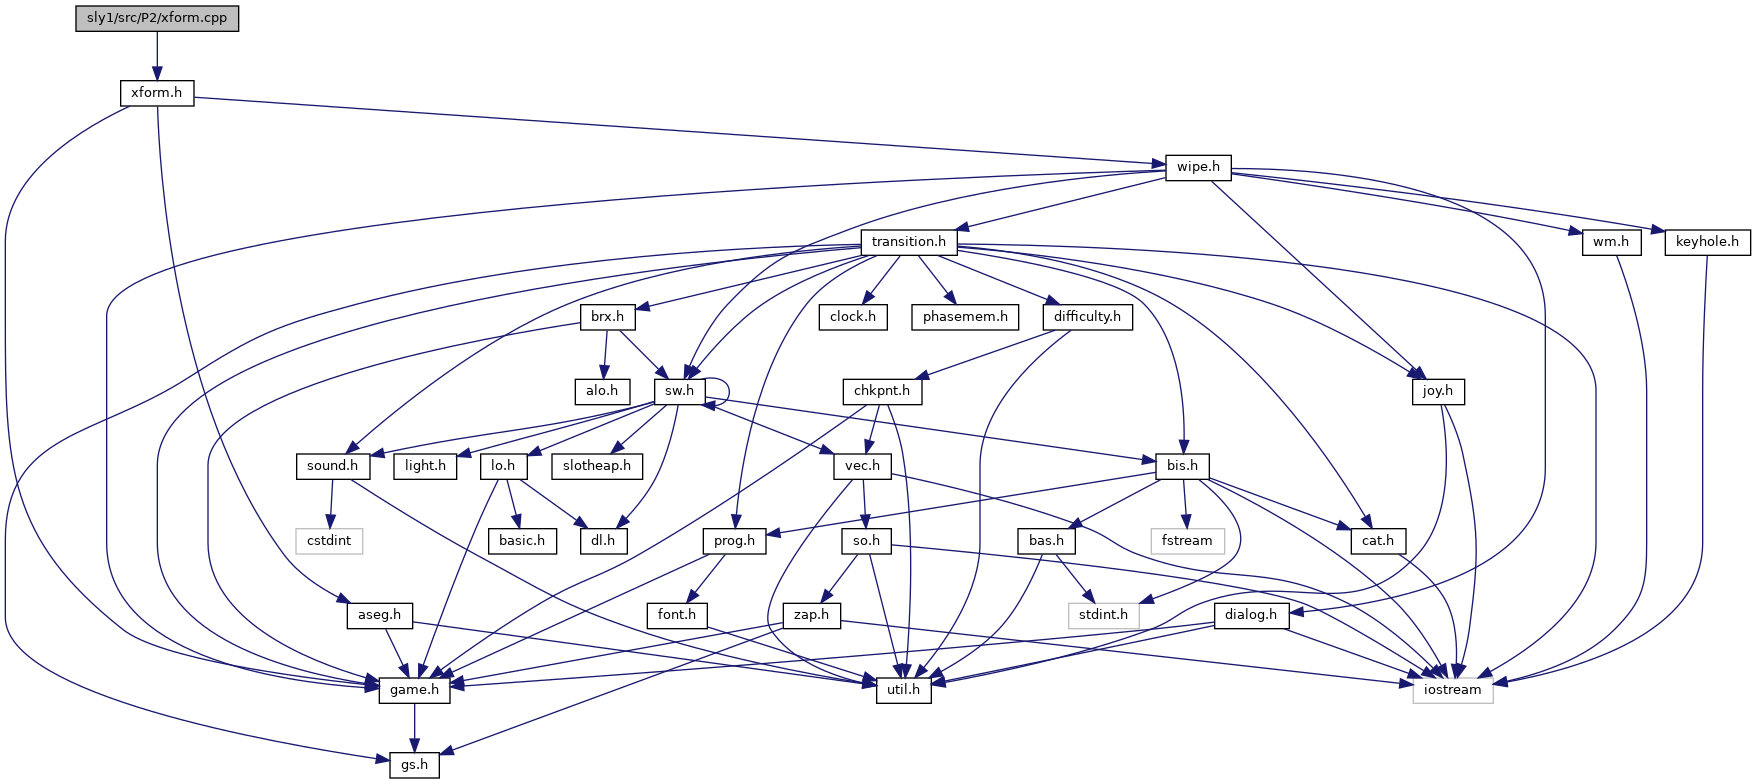 sly1/src/P2/xform.cpp
xform.h
wipe.h
transition.h
wm.h
keyhole.h
brx.h
clock.h
phasemem.h
difficulty.h
alo.h
sw.h
chkpnt.h
joy.h
sound.h
light.h
lo.h
slotheap.h
vec.h
bis.h
cstdint
basic.h
dl.h
prog.h
so.h
bas.h
fstream
cat.h
aseg.h
font.h
zap.h
stdint.h
dialog.h
game.h
util.h
iostream
gs.h